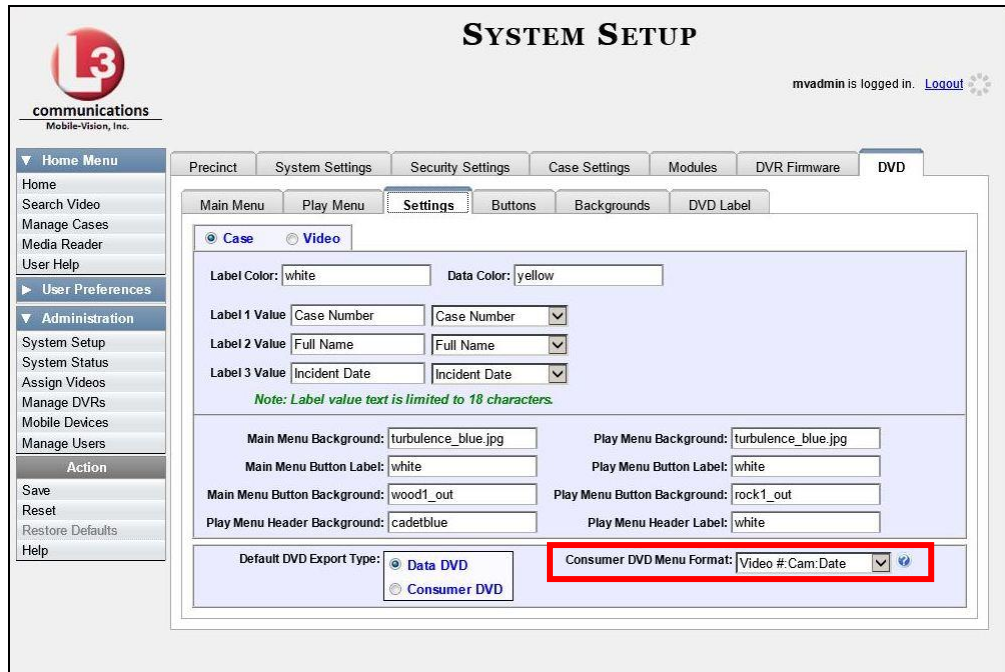 SYSTEM SETUP
L3
communications
Mobile-Vision, Inc.
mvadmin is logged in. Logout
▼ Home Menu
Home
Search Video
Manage Cases
Media Reader
User Help
► User Preferences
▼ Administration
System Setup
System Status
Assign Videos
Manage DVRs
Mobile Devices
Manage Users
Action
Save
Reset
Restore Defaults
Help
Precinct System Settings Security Settings Case Settings Modules DVR Firmware DVD
Main Menu Play Menu Settings Buttons Backgrounds DVD Label
Case Video
Label Color: white Data Color: yellow
Label 1 Value Case Number Case Number
Label 2 Value Full Name Full Name
Label 3 Value Incident Date Incident Date
Note: Label value text is limited to 18 characters.
Main Menu Background: turbulence_blue.jpg Play Menu Background: turbulence_blue.jpg
Main Menu Button Label: white Play Menu Button Label: white
Main Menu Button Background: wood1_out Play Menu Button Background: rock1_out
Play Menu Header Background: cadetblue Play Menu Header Label: white
Default DVD Export Type: Data DVD Consumer DVD Menu Format: Video #:Cam:Date ?
Consumer DVD